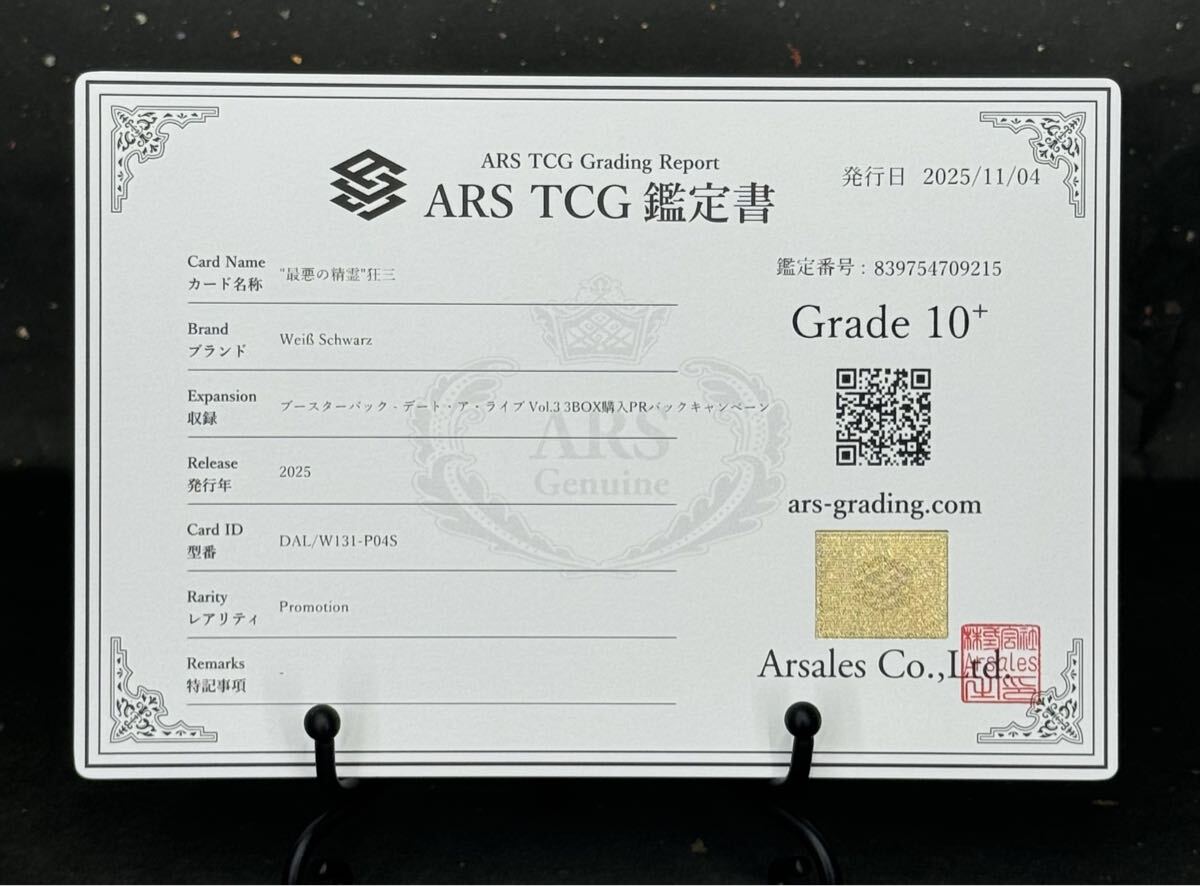 ARS TCG Grading Report
ARS TCG 鑑定書
発行日 2025/11/04
Card Name
カード名称
"最悪の精霊"狂三
Brand
ブランド
Weiß Schwarz
Expansion
収録
ブースターパック - デート・ア・ライブ Vol.3 3BOX購入PRパックキャンペーン
Release
発行年
2025
Card ID
型番
DAL/W131-P04S
Rarity
レアリティ
Promotion
Remarks
特記事項
-
ARS
Genuine
鑑定番号 : 839754709215
Grade 10+
ars-grading.com
Arsales Co.,Ltd.
株式会社
Arsales